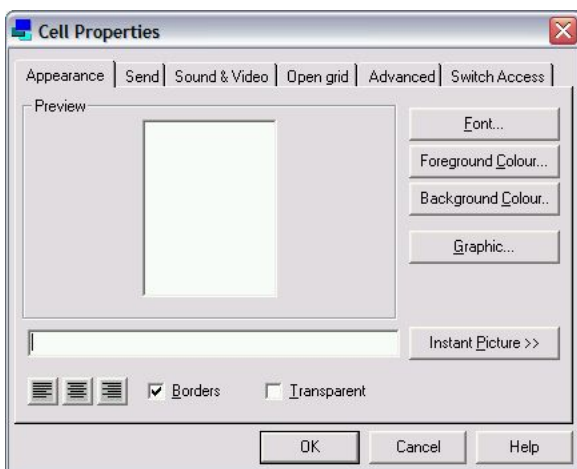 Cell Properties
Appearance Send Sound & Video Open grid Advanced Switch Access
Preview
Font...
Foreground Colour...
Background Colour..
Graphic...
Instant Picture >>
Borders Transparent
OK Cancel Help